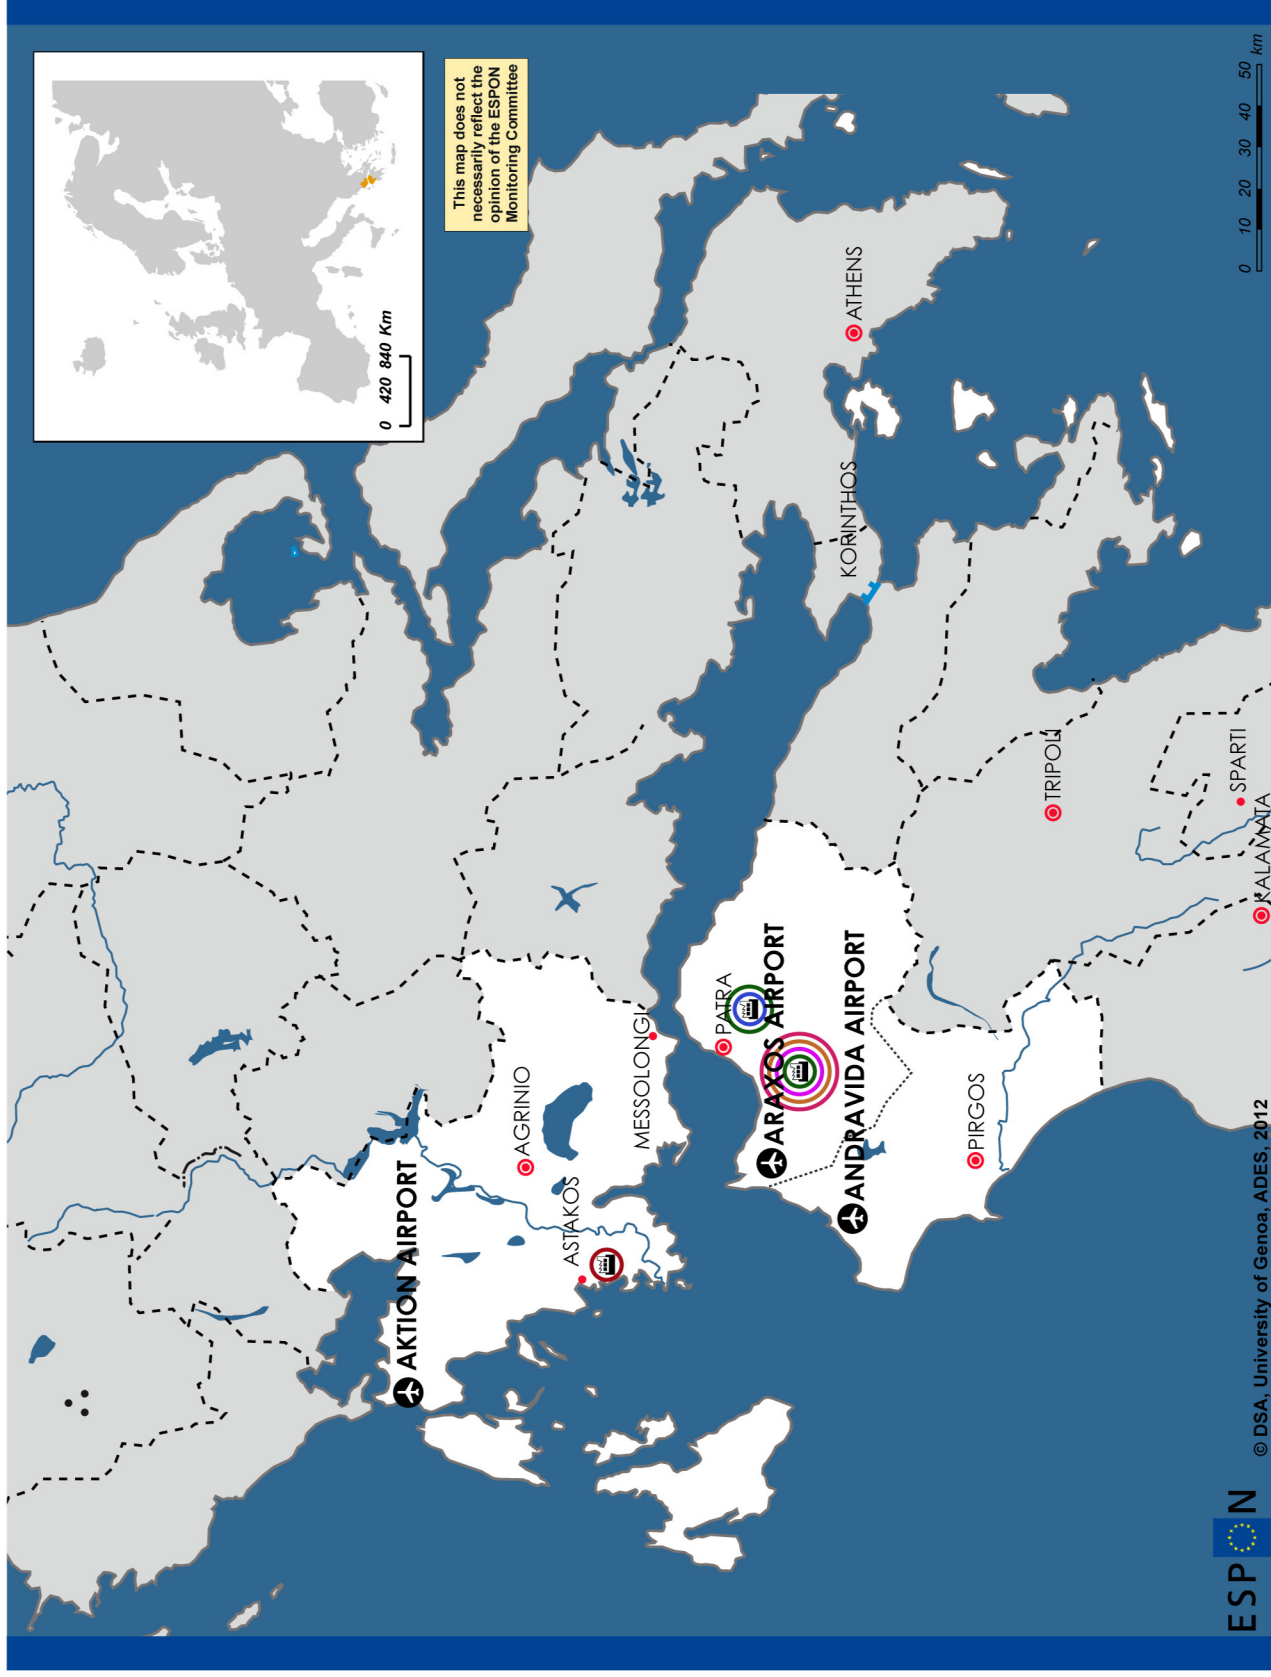 This map does not
necessarily reflect the
opinion of the ESPON
Monitoring Committee
0 420 840 Km
AKTION AIRPORT
AGRINIO
ASTAKOS
MESSOLONGI
PATRA
ARAXOS AIRPORT
ANDRAVIDA AIRPORT
PIRGOS
KORINTHOS
ATHENS
TRIPOLI
SPARTI
KALAMATA
ESPON
© DSA, University of Genoa, ADES, 2012
0 10 20 30 40 50 km